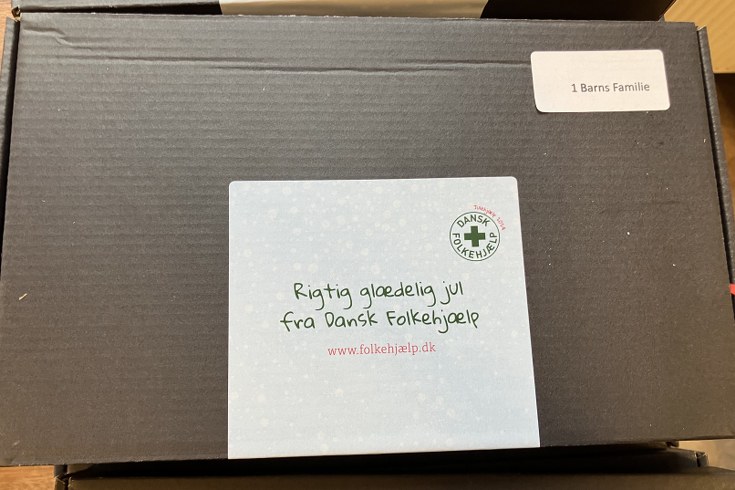 1 Barns Familie
DANSK
FOLKEHJÆLP
Rigtig glædelig jul
fra Dansk Folkehjælp
www.folkehjælp.dk